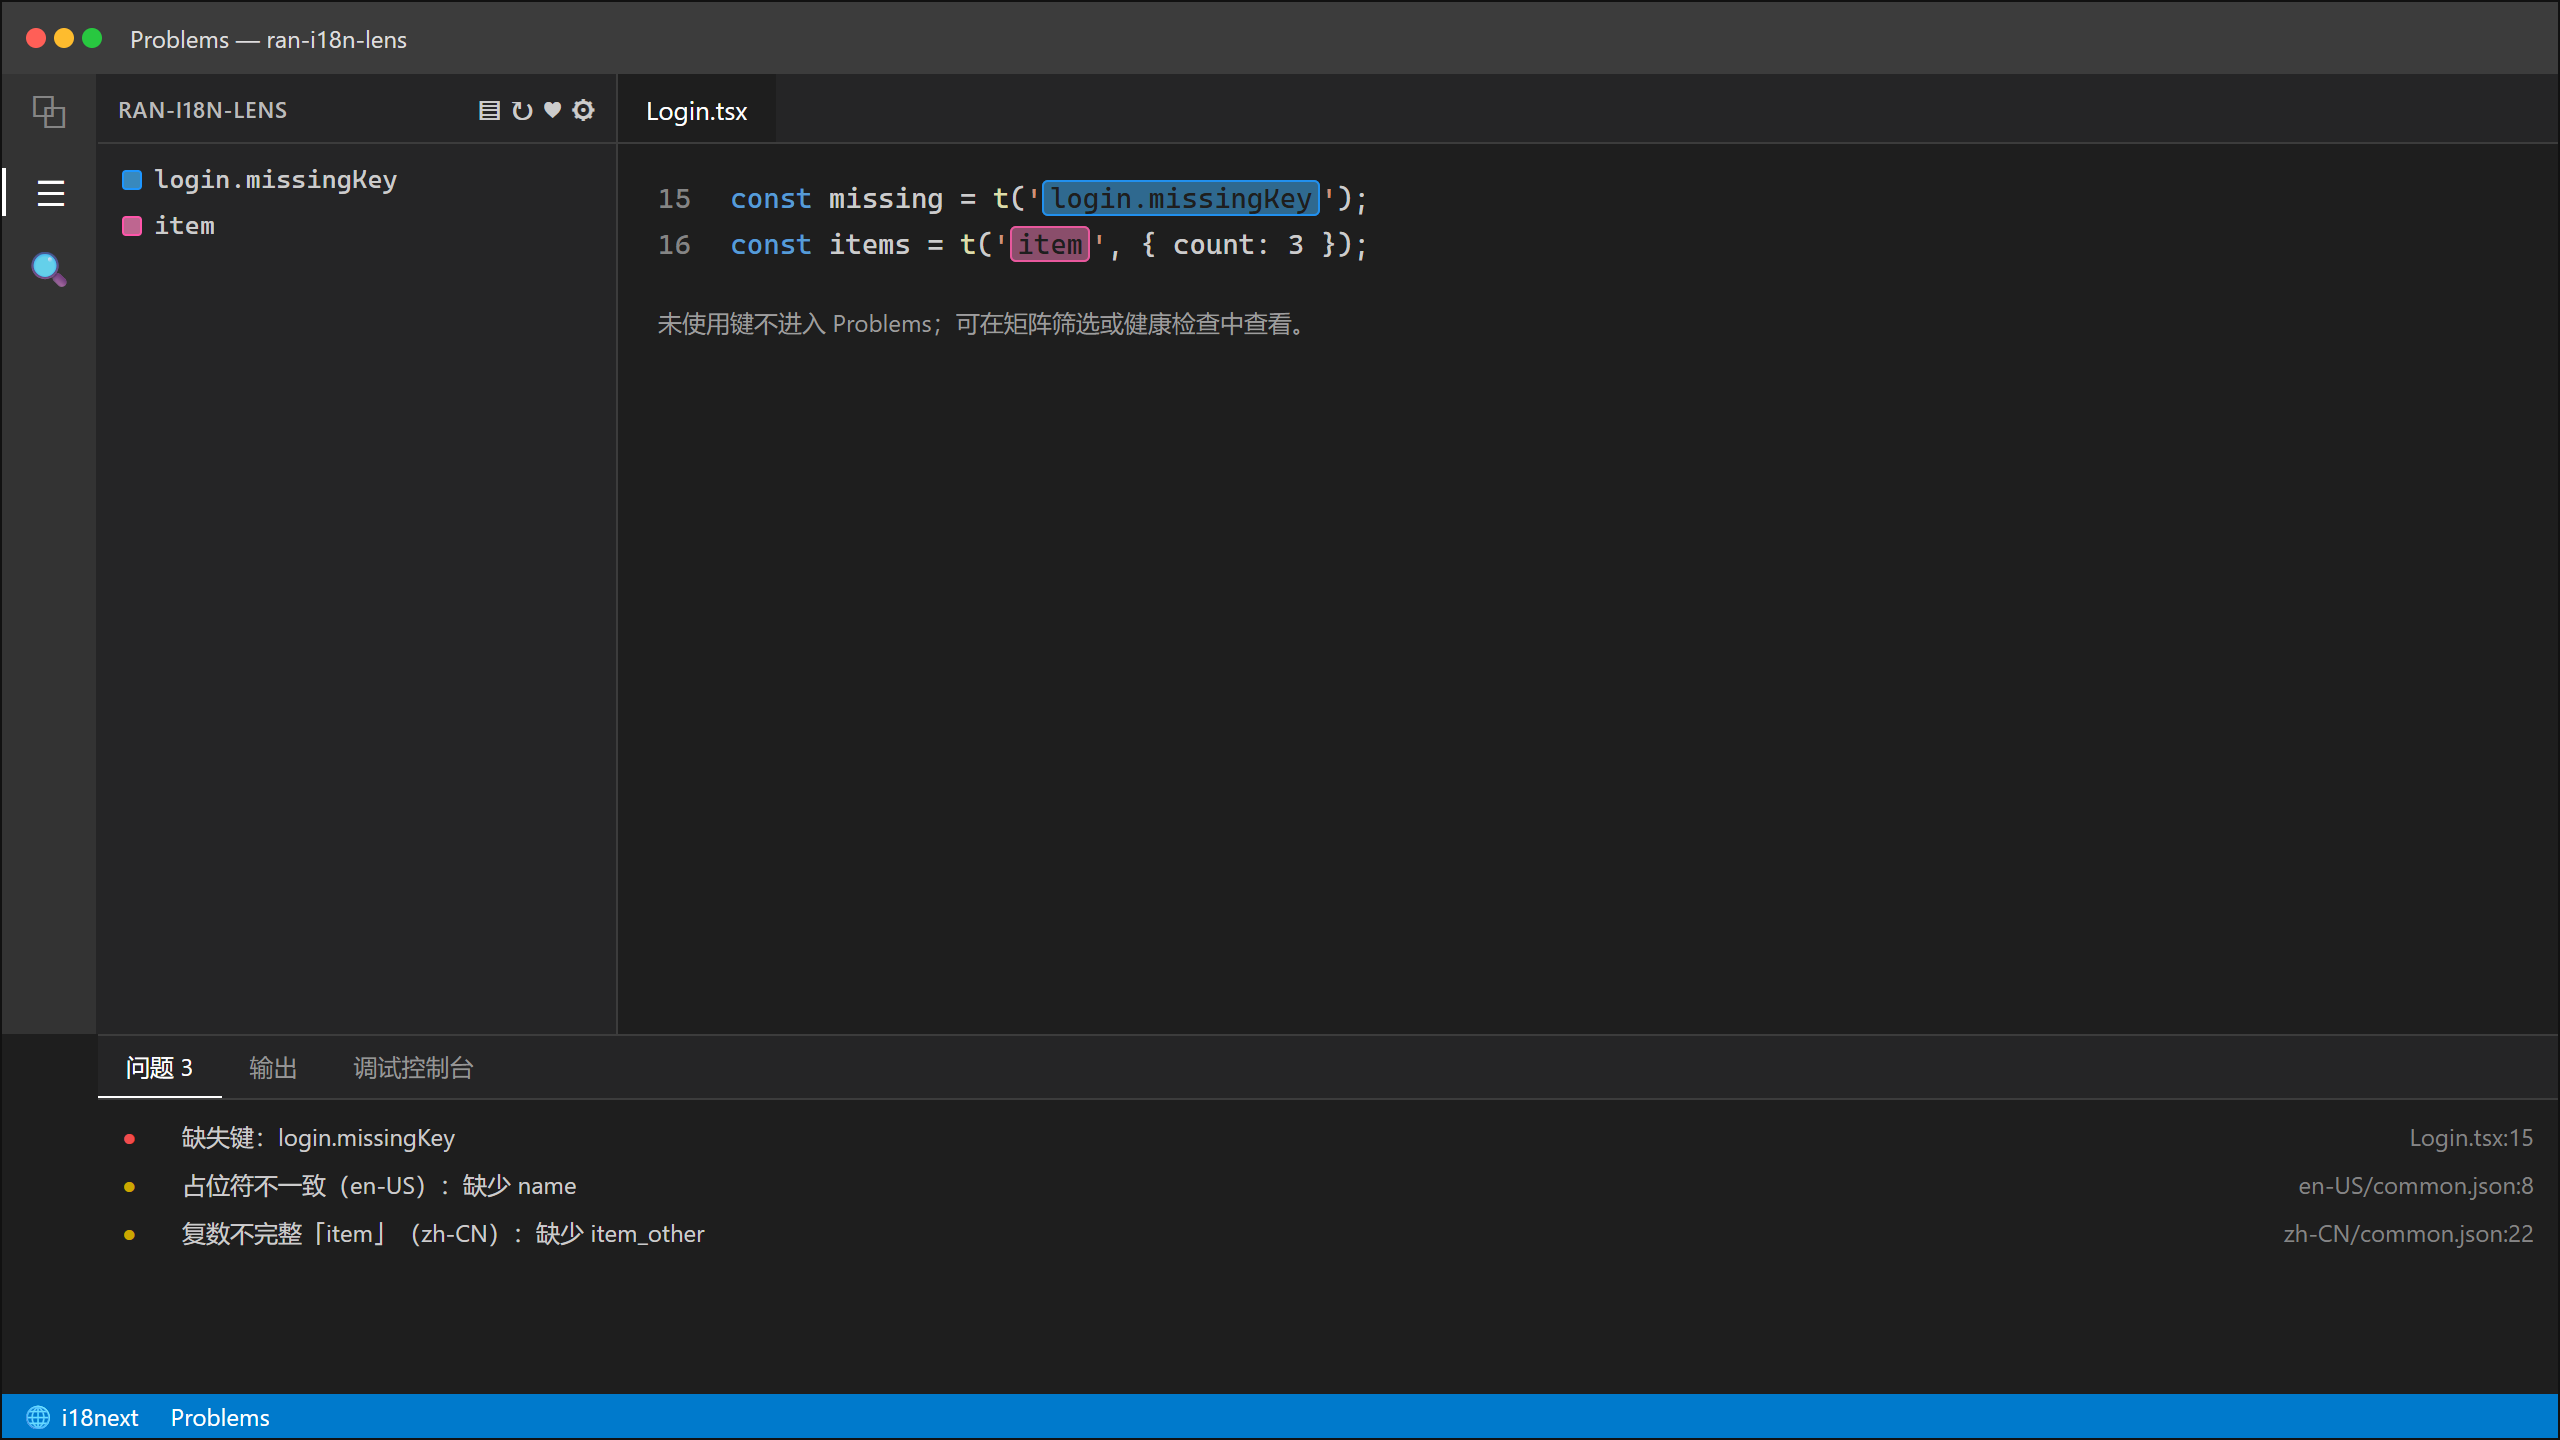 Problems — ran-i18n-lens
RAN-I18N-LENS
login.missingKey
item
Login.tsx
15 const missing = t('login.missingKey');
16 const items = t('item', { count: 3 });
未使用键不进入 Problems；可在矩阵筛选或健康检查中查看。
问题 3 输出 调试控制台
缺失键：login.missingKey Login.tsx:15
占位符不一致（en-US）：缺少 name en-US/common.json:8
复数不完整「item」（zh-CN）：缺少 item_other zh-CN/common.json:22
i18next Problems